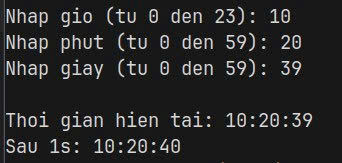 Nhap gio (tu 0 den 23): 10
Nhap phut (tu 0 den 59): 20
Nhap giay (tu 0 den 59): 39
Thoi gian hien tai: 10:20:39
Sau 1s: 10:20:40